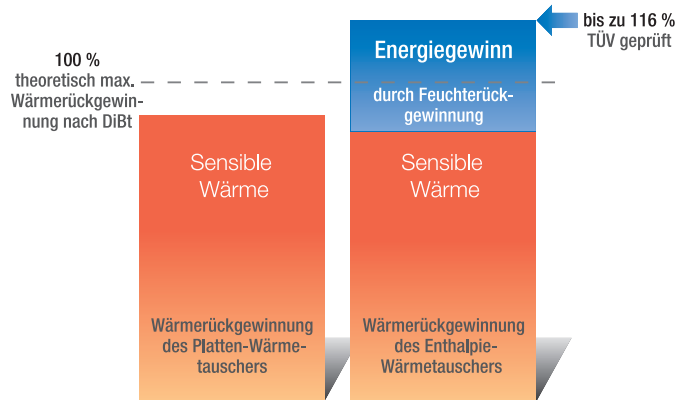 100 %
theoretisch max.
Wärmerückgewin-
nung nach DiBt
Sensible
Wärme
Wärmerückgewinnung
des Platten-Wärme-
tauschers
Energiegewinn
durch Feuchterück-
gewinnung
Sensible
Wärme
Wärmerückgewinnung
des Enthalpie-
Wärmetauschers
bis zu 116 %
TÜV geprüft